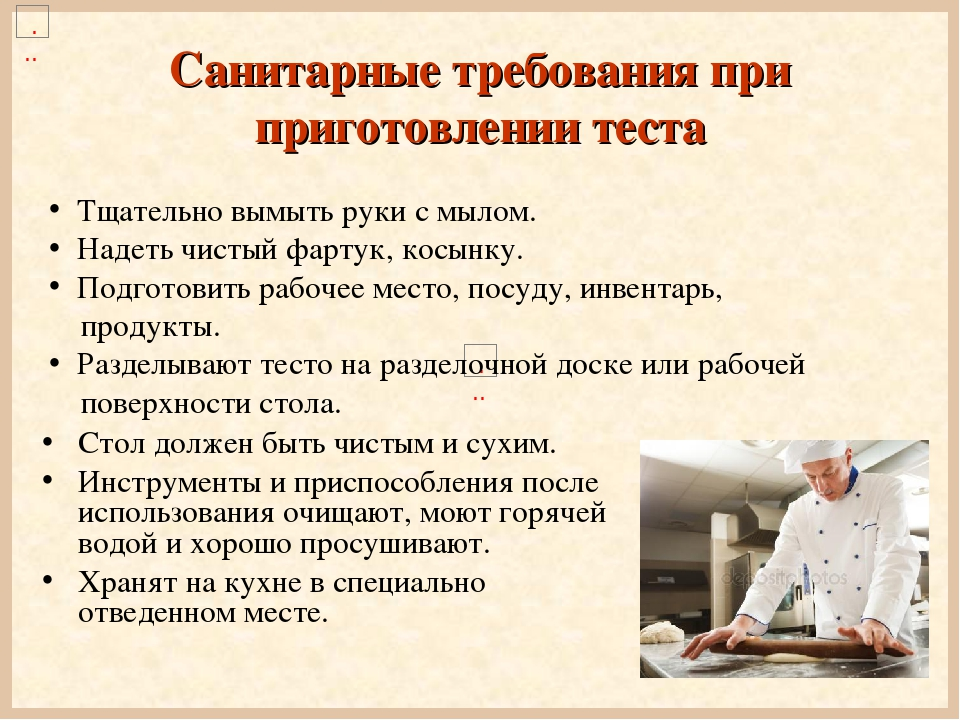 Санитарные требования при
приготовлении теста
• Тщательно вымыть руки с мылом.
• Надеть чистый фартук, косынку.
• Подготовить рабочее место, посуду, инвентарь,
продукты.
• Разделывают тесто на разделочной доске или рабочей
поверхности стола.
• Стол должен быть чистым и сухим.
• Инструменты и приспособления после
использования очищают, моют горячей
водой и хорошо просушивают.
• Хранят на кухне в специально
отведенном месте.
depositphotos